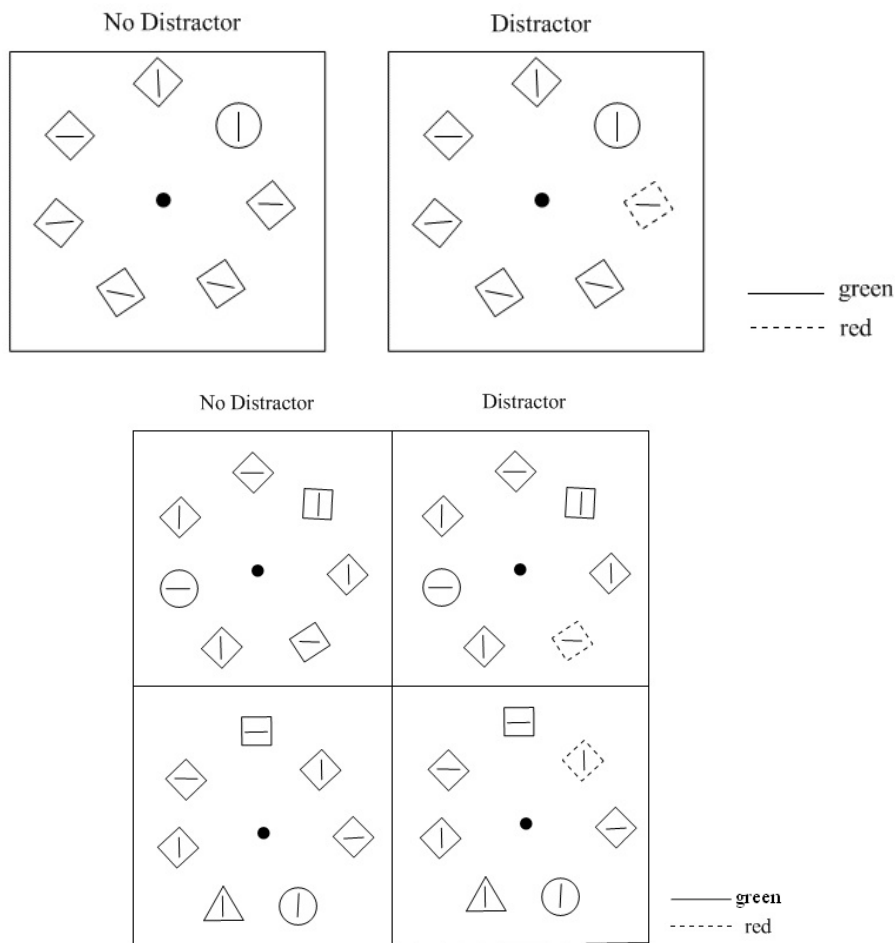 No Distractor
Distractor
green
red
No Distractor
Distractor
green
red